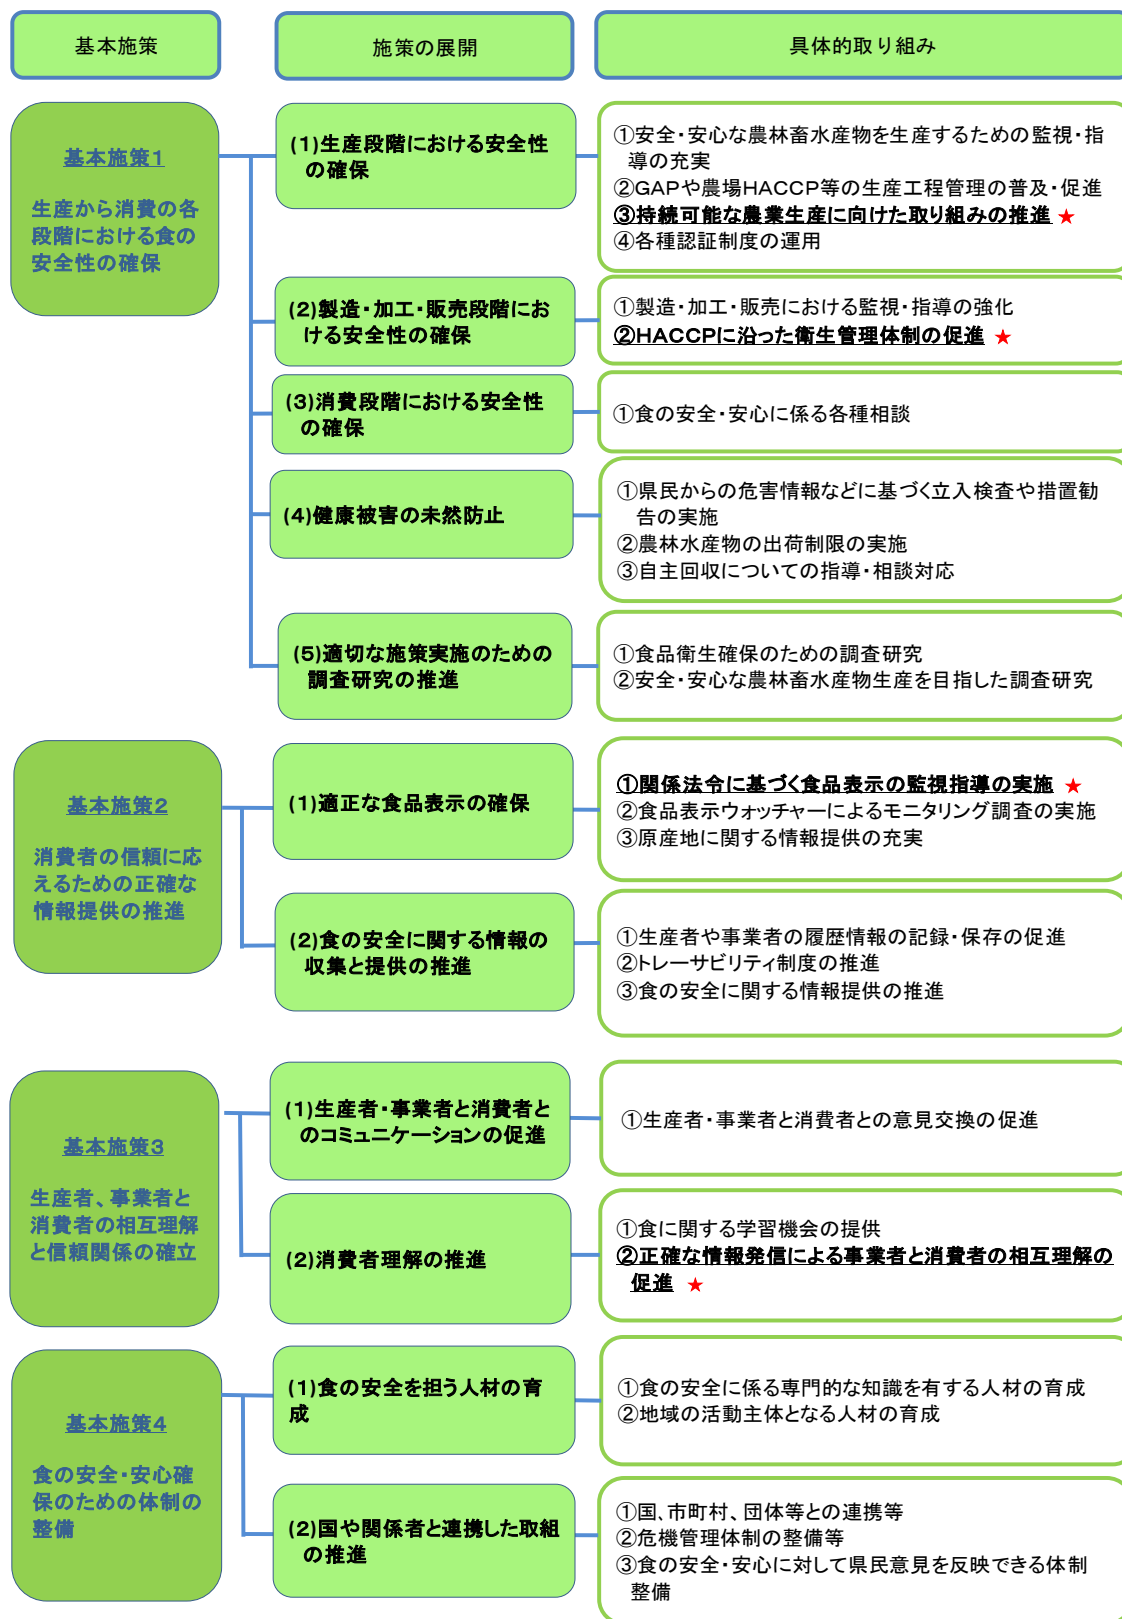 基本施策
施策の展開
具体的取り組み
基本施策1
生産から消費の各
段階における食の
安全性の確保
(1)生産段階における安全性
の確保
①安全・安心な農林畜水産物を生産するための監視・指
導の充実
②GAPや農場HACCP等の生産工程管理の普及・促進
③持続可能な農業生産に向けた取り組みの推進 ★
④各種認証制度の運用
(2)製造・加工・販売段階にお
ける安全性の確保
①製造・加工・販売における監視・指導の強化
②HACCPに沿った衛生管理体制の促進 ★
(3)消費段階における安全性
の確保
①食の安全・安心に係る各種相談
(4)健康被害の未然防止
①県民からの危害情報などに基づく立入検査や措置勧
告の実施
②農林水産物の出荷制限の実施
③自主回収についての指導・相談対応
(5)適切な施策実施のための
調査研究の推進
①食品衛生確保のための調査研究
②安全・安心な農林畜水産物生産を目指した調査研究
基本施策2
消費者の信頼に応
えるための正確な
情報提供の推進
(1)適正な食品表示の確保
①関係法令に基づく食品表示の監視指導の実施 ★
②食品表示ウォッチャーによるモニタリング調査の実施
③原産地に関する情報提供の充実
(2)食の安全に関する情報の
収集と提供の推進
①生産者や事業者の履歴情報の記録・保存の促進
②トレーサビリティ制度の推進
③食の安全に関する情報提供の推進
基本施策3
生産者、事業者と
消費者の相互理解
と信頼関係の確立
(1)生産者・事業者と消費者と
のコミュニケーションの促進
①生産者・事業者と消費者との意見交換の促進
(2)消費者理解の推進
①食に関する学習機会の提供
②正確な情報発信による事業者と消費者の相互理解の
促進 ★
基本施策4
食の安全・安心確
保のための体制の
整備
(1)食の安全を担う人材の育
成
①食の安全に係る専門的な知識を有する人材の育成
②地域の活動主体となる人材の育成
(2)国や関係者と連携した取組
の推進
①国、市町村、団体等との連携等
②危機管理体制の整備等
③食の安全・安心に対して県民意見を反映できる体制
整備